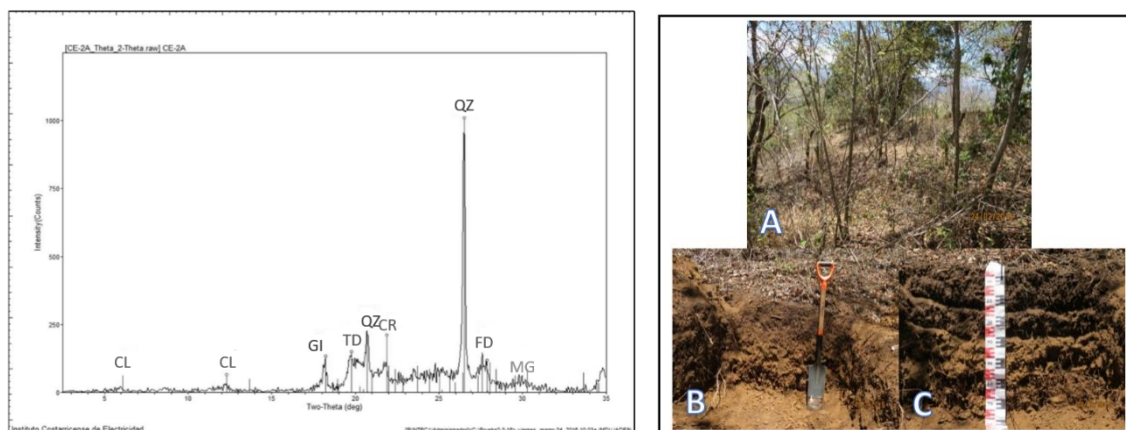 [CE-2A_Theta_2-Theta.raw] CE-2A
Intensity(Counts)
1000
750
500
250
0
CL
CL
GI
TD
QZ
CR
QZ
FD
MG
5
10
15
20
25
30
35
Two-Theta (deg)
Instituto Costarricense de Electricidad
A
B
C